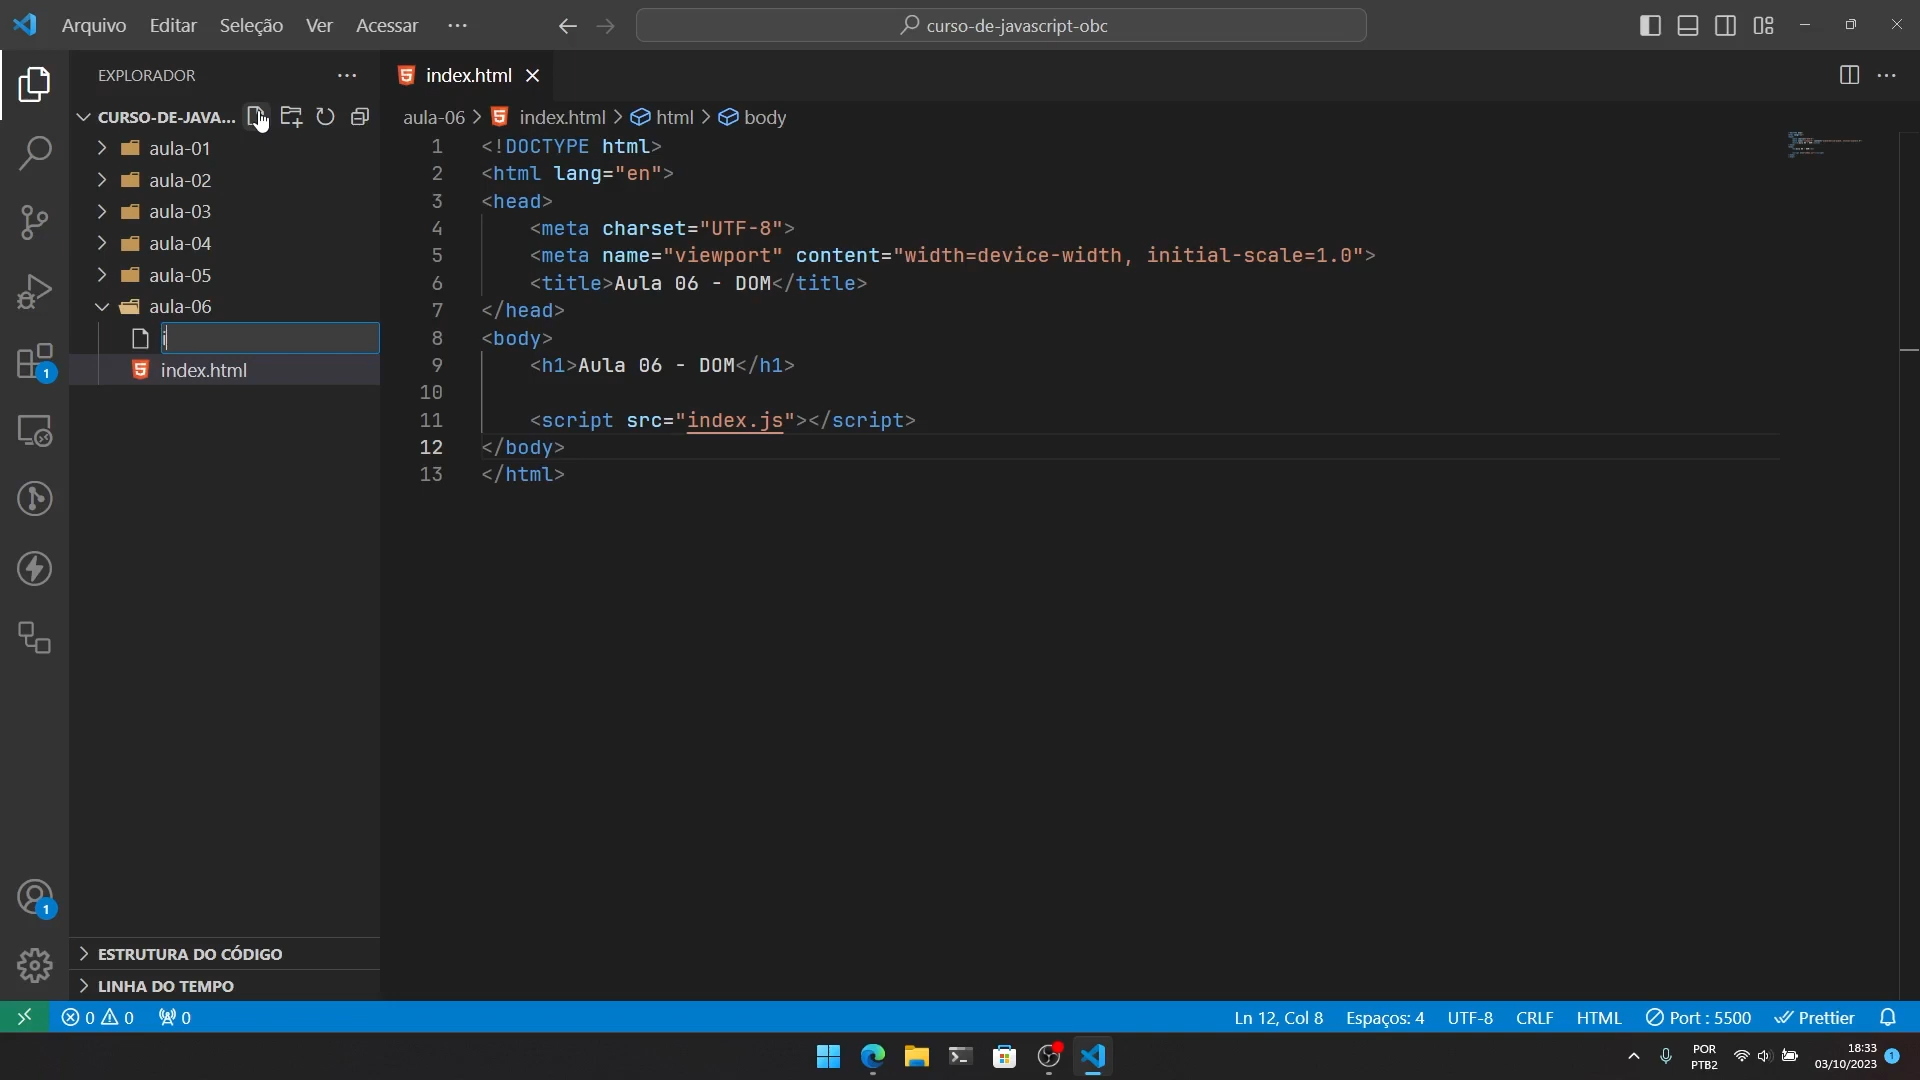 Arquivo Editar Seleção Ver Acessar ···
curso-de-javascript-obc
EXPLORADOR
index.html
CURSO-DE-JAVA...
aula-06 > index.html > html > body
aula-01
aula-02
aula-03
aula-04
aula-05
aula-06
i
index.html
1 <!DOCTYPE html>
2 <html lang="en">
3 <head>
4 <meta charset="UTF-8">
5 <meta name="viewport" content="width=device-width, initial-scale=1.0">
6 <title>Aula 06 - DOM</title>
7 </head>
8 <body>
9 <h1>Aula 06 - DOM</h1>
10
11 <script src="index.js"></script>
12 </body>
13 </html>
1
1
ESTRUTURA DO CÓDIGO
LINHA DO TEMPO
0 0 0 Ln 12, Col 8 Espaços: 4 UTF-8 CRLF HTML Port : 5500 Prettier
POR
PTB2
18:33
03/10/2023
1